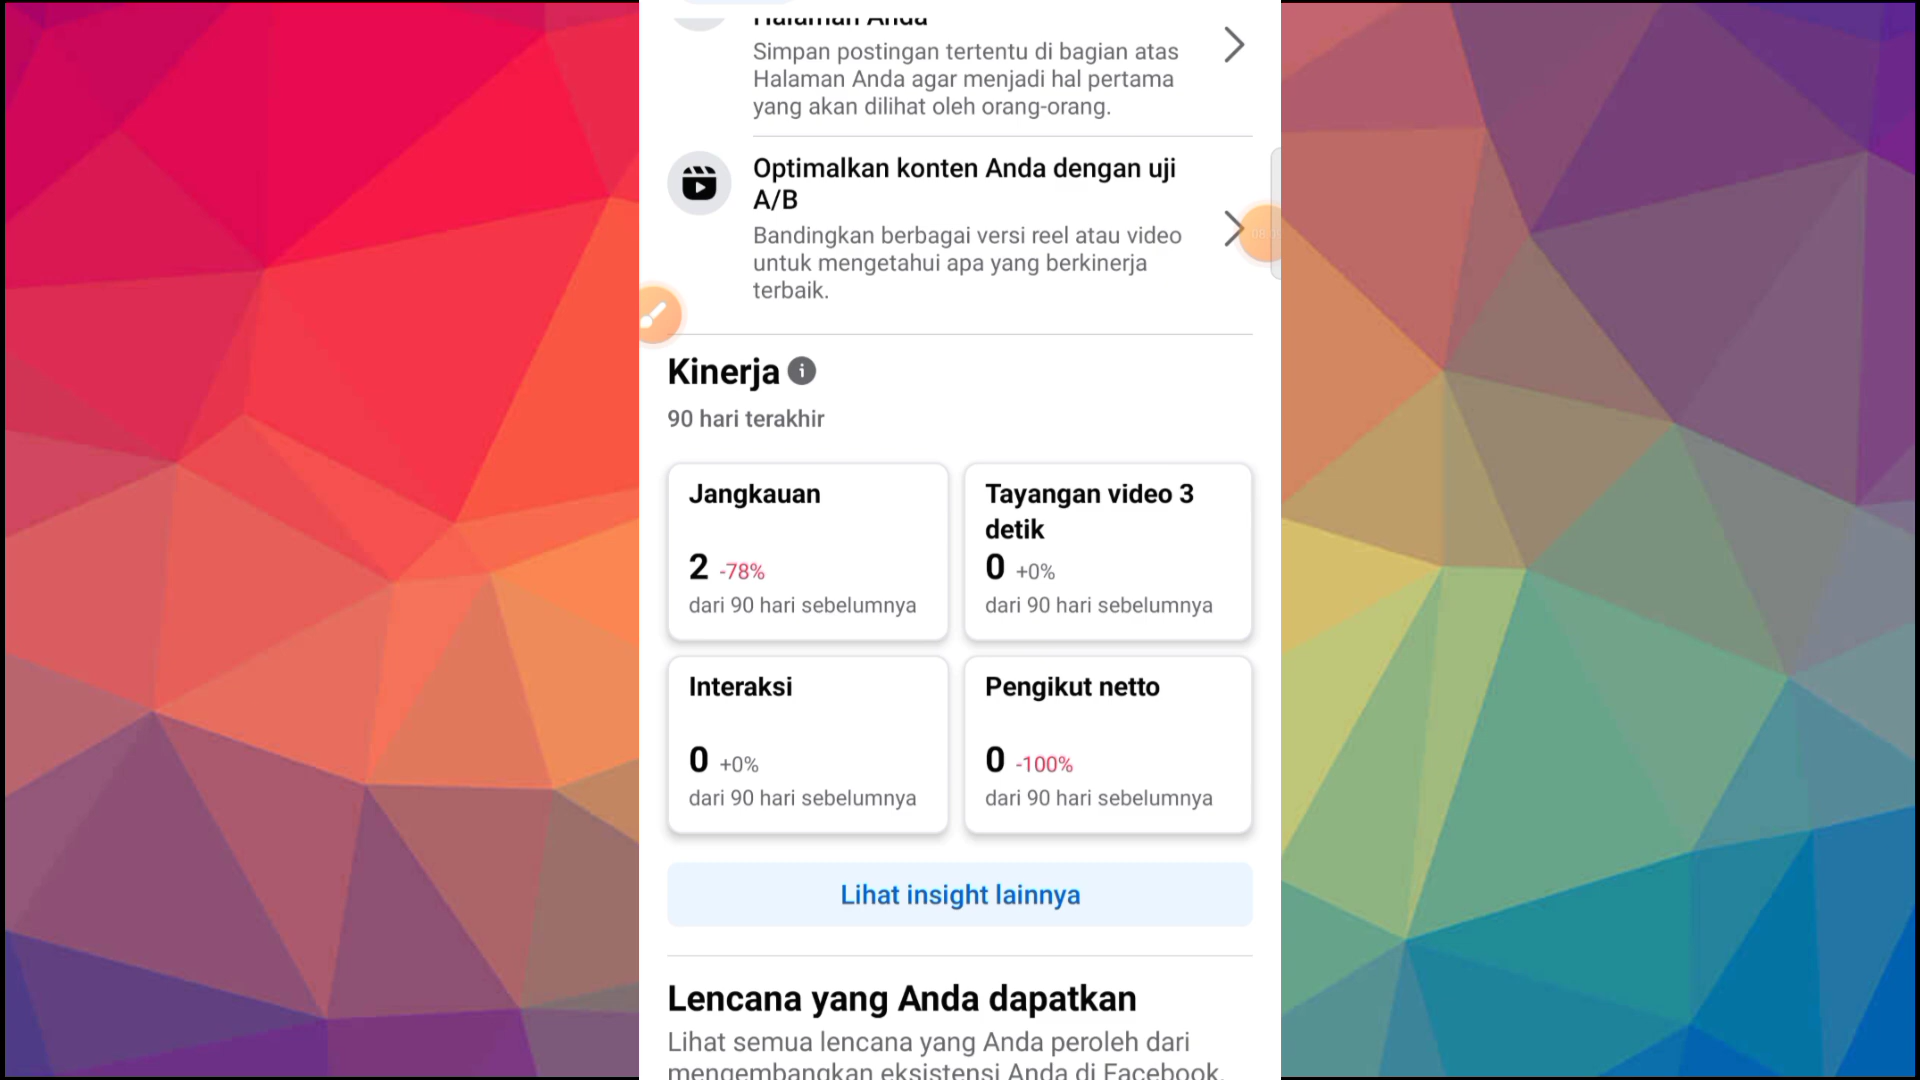 Halaman Anda
Simpan postingan tertentu di bagian atas
Halaman Anda agar menjadi hal pertama
yang akan dilihat oleh orang-orang.
Optimalkan konten Anda dengan uji
A/B
Bandingkan berbagai versi reel atau video
untuk mengetahui apa yang berkinerja
terbaik.
Kinerja
90 hari terakhir
Jangkauan
2 -78%
dari 90 hari sebelumnya
Tayangan video 3
detik
0 +0%
dari 90 hari sebelumnya
Interaksi
0 +0%
dari 90 hari sebelumnya
Pengikut netto
0 -100%
dari 90 hari sebelumnya
Lihat insight lainnya
Lencana yang Anda dapatkan
Lihat semua lencana yang Anda peroleh dari
mengembangkan eksistensi Anda di Facebook.